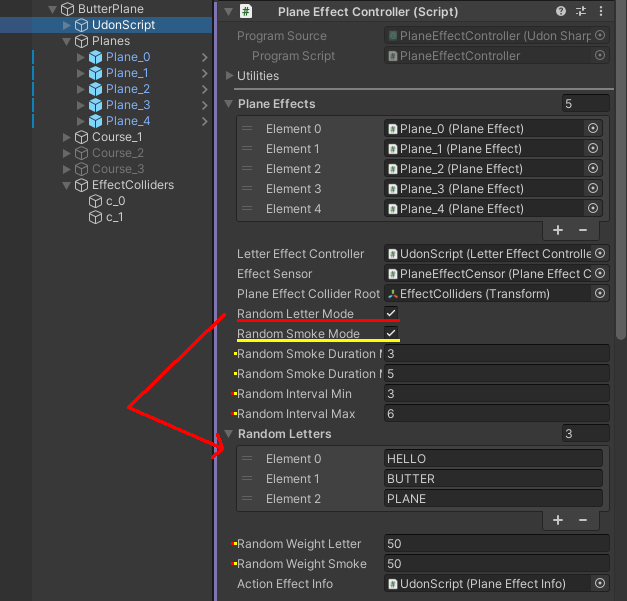 ButterPlane
UdonScript
Planes
Plane_0
Plane_1
Plane_2
Plane_3
Plane_4
Course_1
Course_2
Course_3
EffectColliders
c_0
c_1
Plane Effect Controller (Script)
Program Source PlaneEffectController (Udon Sharp
Program Script PlaneEffectController
Utilities
Plane Effects 5
Element 0 Plane_0 (Plane Effect)
Element 1 Plane_1 (Plane Effect)
Element 2 Plane_2 (Plane Effect)
Element 3 Plane_3 (Plane Effect)
Element 4 Plane_4 (Plane Effect)
Letter Effect Controller UdonScript (Letter Effect Controlle
Effect Sensor PlaneEffectCensor (Plane Effect C
Plane Effect Collider Root EffectColliders (Transform)
Random Letter Mode
Random Smoke Mode
Random Smoke Duration M 3
Random Smoke Duration M 5
Random Interval Min 3
Random Interval Max 6
Random Letters 3
Element 0 HELLO
Element 1 BUTTER
Element 2 PLANE
Random Weight Letter 50
Random Weight Smoke 50
Action Effect Info UdonScript (Plane Effect Info)